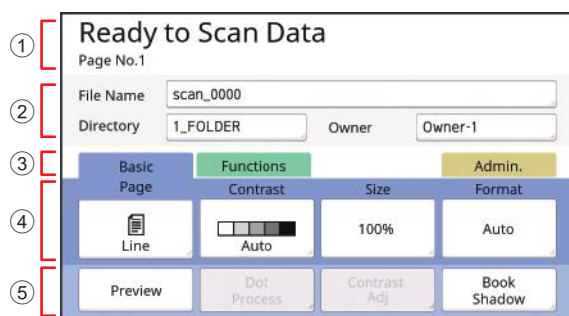 ① Ready to Scan Data
Page No.1
② File Name scan_0000
Directory 1_FOLDER Owner Owner-1
③ Basic Functions Admin.
④ Page Contrast Size Format
Line Auto 100% Auto
⑤ Preview Dot Process Contrast Adj Book Shadow